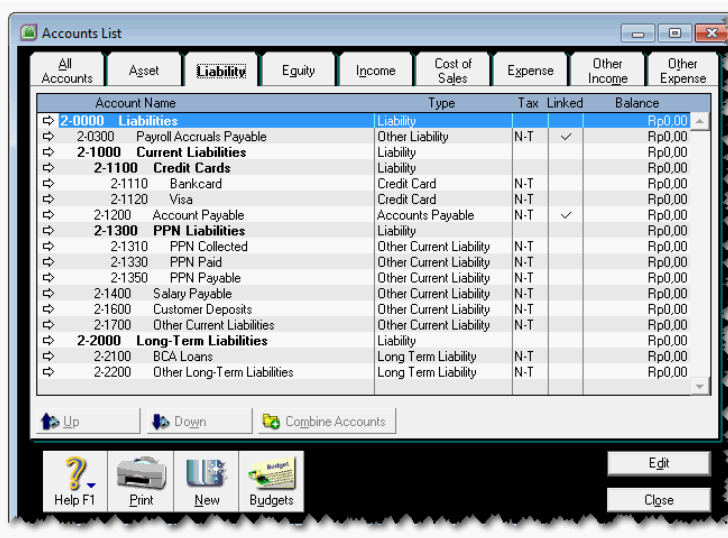 Accounts List
All Accounts Asset Liability Equity Income Cost of Sales Expense Other Income Other Expense
Account Name Type Tax Linked Balance
2-0000 Liabilities Liability Rp0,00
2-0300 Payroll Accruals Payable Other Liability N-T Rp0,00
2-1000 Current Liabilities Liability Rp0,00
2-1100 Credit Cards Liability Rp0,00
2-1110 Bankcard Credit Card N-T Rp0,00
2-1120 Visa Credit Card N-T Rp0,00
2-1200 Account Payable Accounts Payable N-T Rp0,00
2-1300 PPN Liabilities Liability Rp0,00
2-1310 PPN Collected Other Current Liability N-T Rp0,00
2-1330 PPN Paid Other Current Liability N-T Rp0,00
2-1350 PPN Payable Other Current Liability N-T Rp0,00
2-1400 Salary Payable Other Current Liability N-T Rp0,00
2-1600 Customer Deposits Other Current Liability N-T Rp0,00
2-1700 Other Current Liabilities Other Current Liability N-T Rp0,00
2-2000 Long-Term Liabilities Liability Rp0,00
2-2100 BCA Loans Long Term Liability N-T Rp0,00
2-2200 Other Long-Term Liabilities Long Term Liability N-T Rp0,00
Up Down Combine Accounts
Budget
Help F1 Print New Budgets
Edit
Close